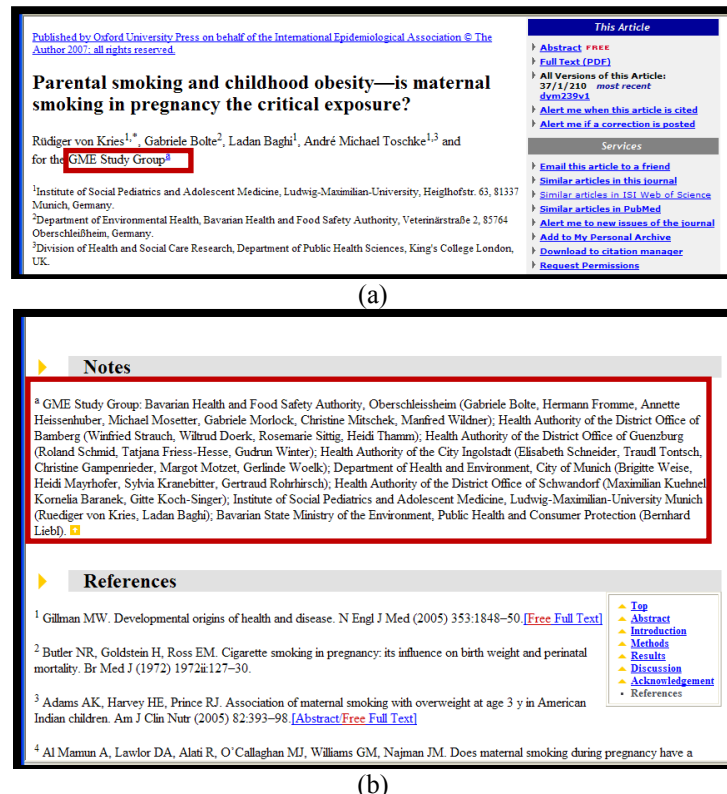 Published by Oxford University Press on behalf of the International Epidemiological Association © The
Author 2007; all rights reserved.
Parental smoking and childhood obesity—is maternal
smoking in pregnancy the critical exposure?
Rüdiger von Kries1,*, Gabriele Bolte2, Ladan Baghi1, André Michael Toschke1,3 and
for the GME Study Groupa
1Institute of Social Pediatrics and Adolescent Medicine, Ludwig-Maximilian-University, Heiglhofstr. 63, 81337
Munich, Germany.
2Department of Environmental Health, Bavarian Health and Food Safety Authority, Veterinärstraße 2, 85764
Oberschleißheim, Germany.
3Division of Health and Social Care Research, Department of Public Health Sciences, King's College London,
UK.
This Article
Abstract FREE
Full Text (PDF)
All Versions of this Article:
37/1/210 most recent
dym239v1
Alert me when this article is cited
Alert me if a correction is posted
Services
Email this article to a friend
Similar articles in this journal
Similar articles in ISI Web of Science
Similar articles in PubMed
Alert me to new issues of the journal
Add to My Personal Archive
Download to citation manager
Request Permissions
(a)
Notes
a GME Study Group: Bavarian Health and Food Safety Authority, Oberschleissheim (Gabriele Bolte, Hermann Fromme, Annette
Heissenhuber, Michael Mosetter, Gabriele Morlock, Christine Mitschek, Manfred Wildner); Health Authority of the District Office of
Bamberg (Winfried Strauch, Wiltrud Doerk, Rosemarie Sittig, Heidi Thamm); Health Authority of the District Office of Guenzburg
(Roland Schmid, Tatjana Friess-Hesse, Gudrun Winter); Health Authority of the City Ingolstadt (Elisabeth Schneider, Traudl Tontsch,
Christine Gampenrieder, Margot Motzet, Gerlinde Woelk); Department of Health and Environment, City of Munich (Brigitte Weise,
Heidi Mayrhofer, Sylvia Kranebitter, Gertraud Rohrhirsch); Health Authority of the District Office of Schwandorf (Maximilian Kuehnel
Kornelia Baranek, Gitte Koch-Singer); Institute of Social Pediatrics and Adolescent Medicine, Ludwig-Maximilian-University Munich
(Ruediger von Kries, Ladan Baghi); Bavarian State Ministry of the Environment, Public Health and Consumer Protection (Bernhard
Liebl).
References
1 Gillman MW. Developmental origins of health and disease. N Engl J Med (2005) 353:1848–50.[Free Full Text]
2 Butler NR, Goldstein H, Ross EM. Cigarette smoking in pregnancy: its influence on birth weight and perinatal
mortality. Br Med J (1972) 1972ii:127–30.
3 Adams AK, Harvey HE, Prince RJ. Association of maternal smoking with overweight at age 3 y in American
Indian children. Am J Clin Nutr (2005) 82:393–98.[Abstract/Free Full Text]
4 Al Mamun A, Lawlor DA, Alati R, O'Callaghan MJ, Williams GM, Najman JM. Does maternal smoking during pregnancy have a
Top
Abstract
Introduction
Methods
Results
Discussion
Acknowledgement
References
(b)